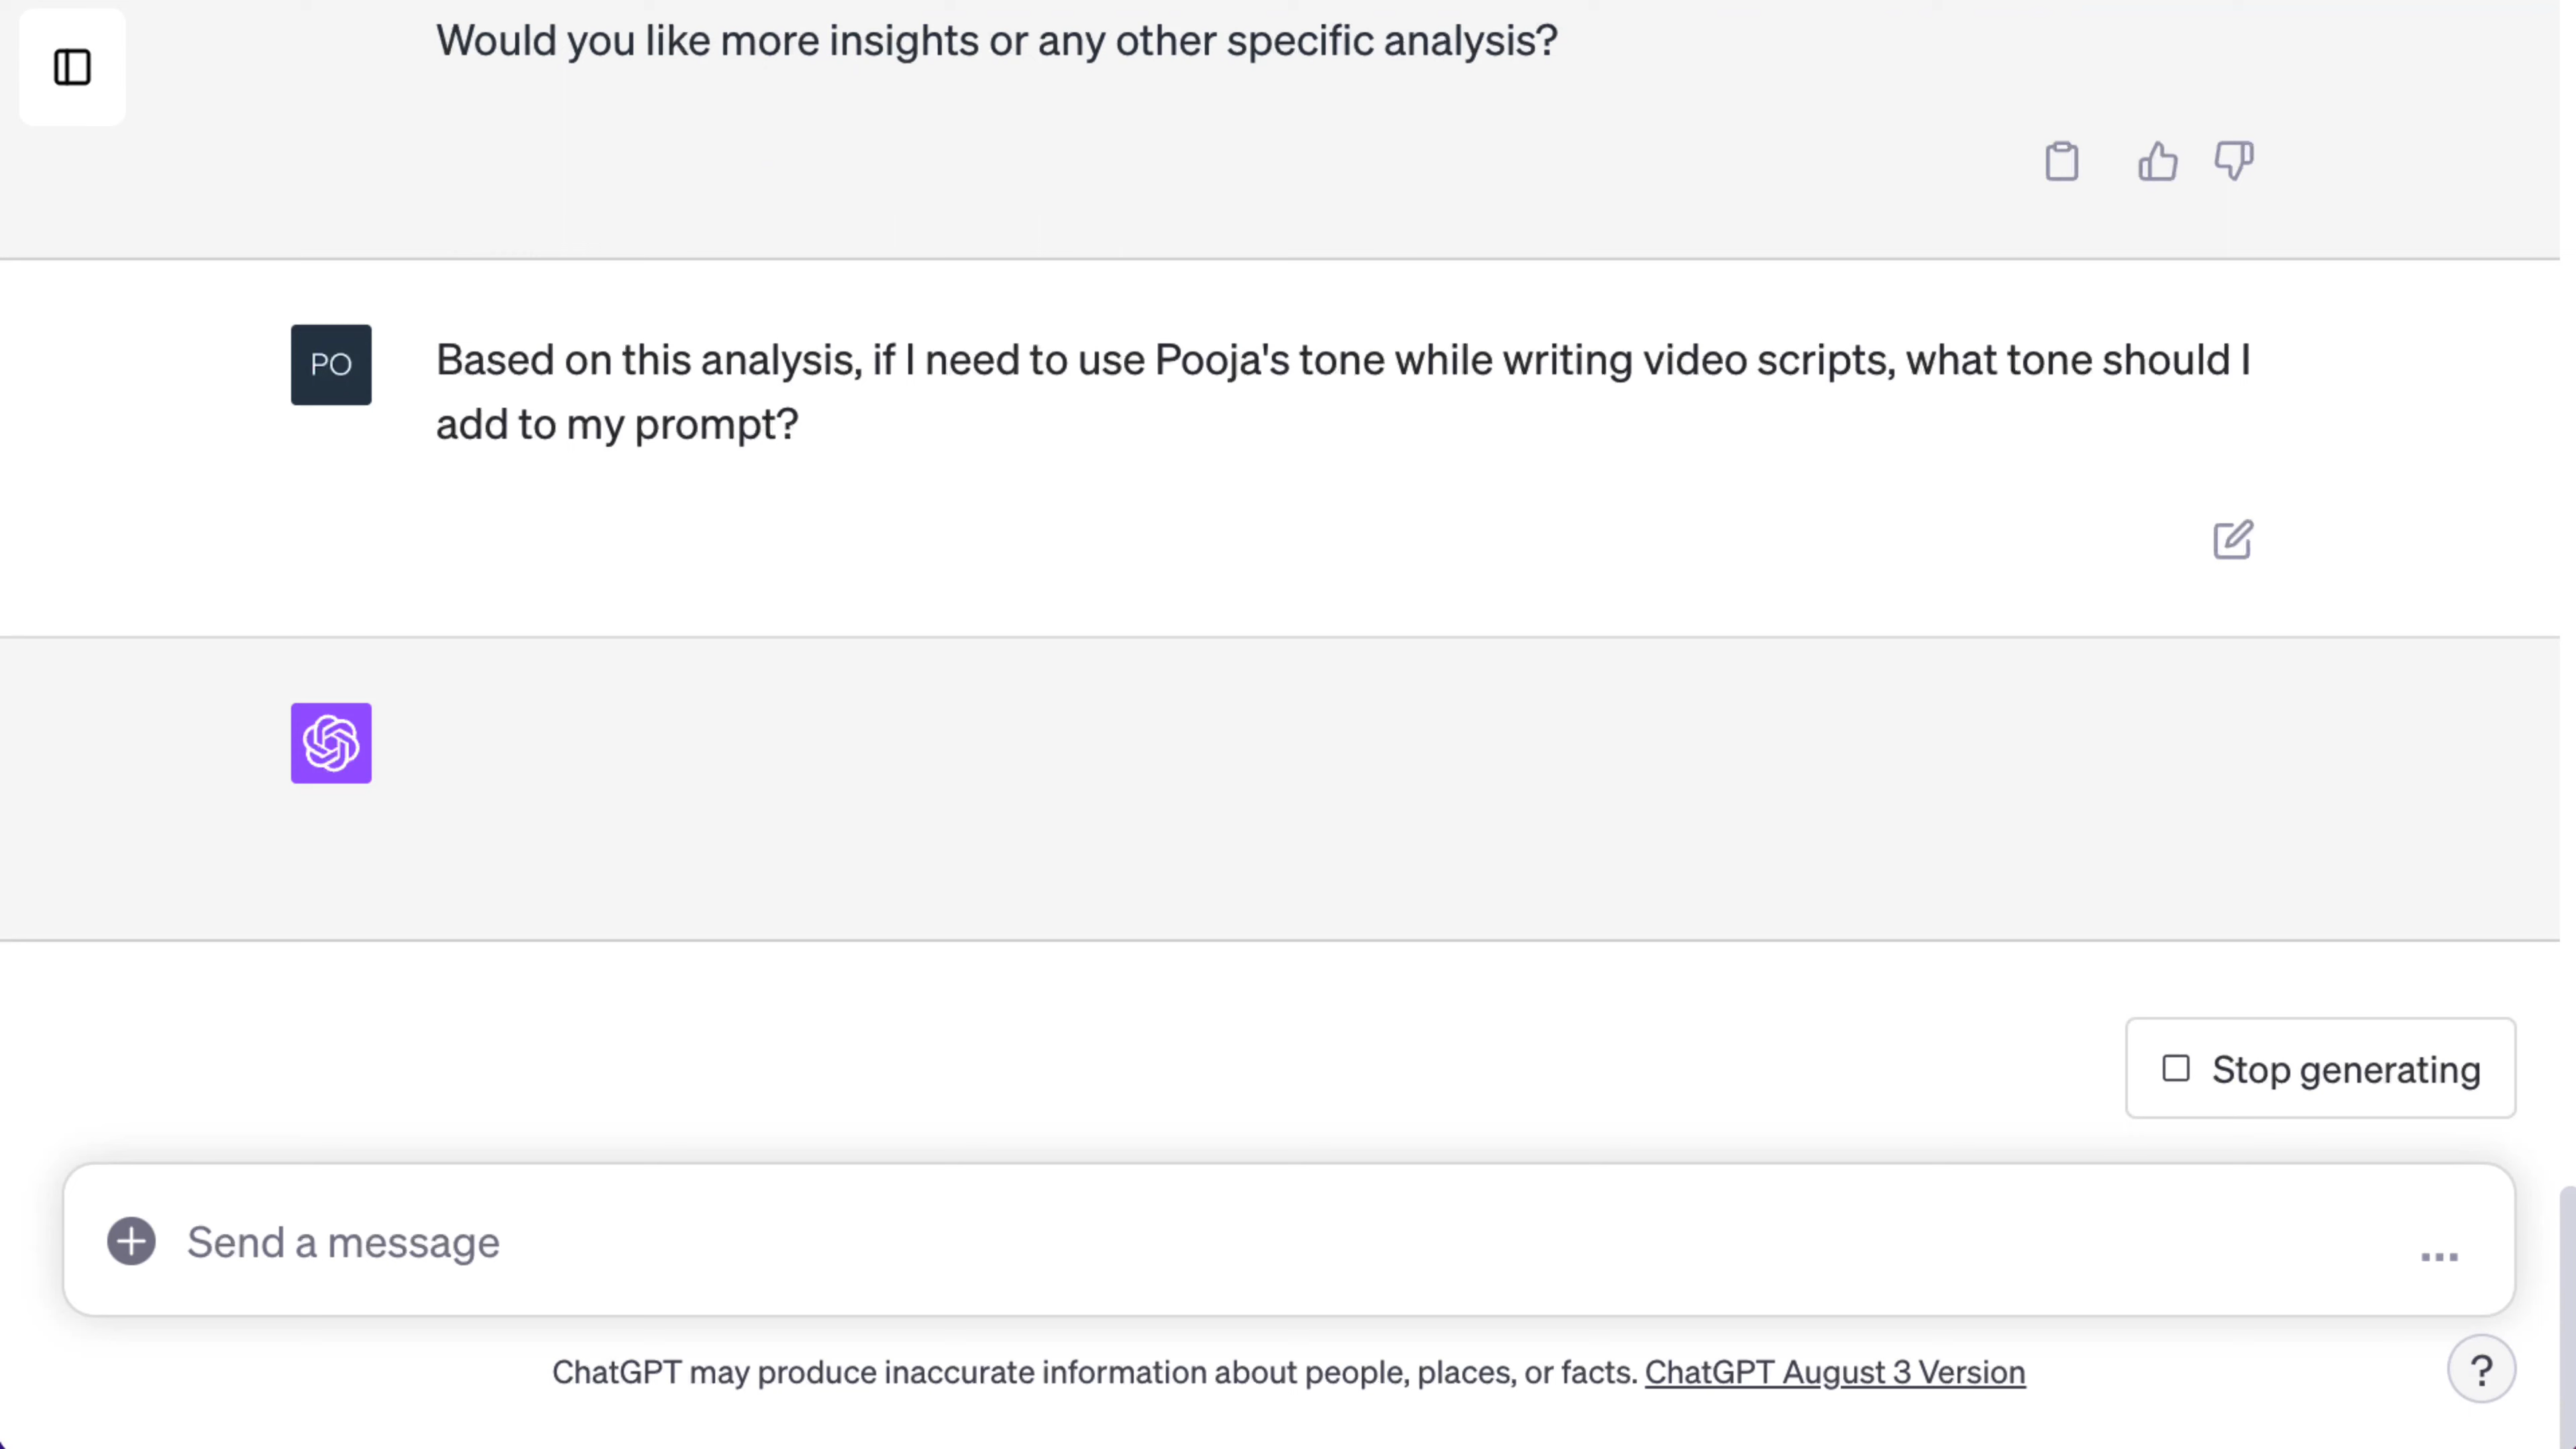 Would you like more insights or any other specific analysis?
PO
Based on this analysis, if I need to use Pooja's tone while writing video scripts, what tone should I
add to my prompt?
Stop generating
Send a message
ChatGPT may produce inaccurate information about people, places, or facts. ChatGPT August 3 Version
?